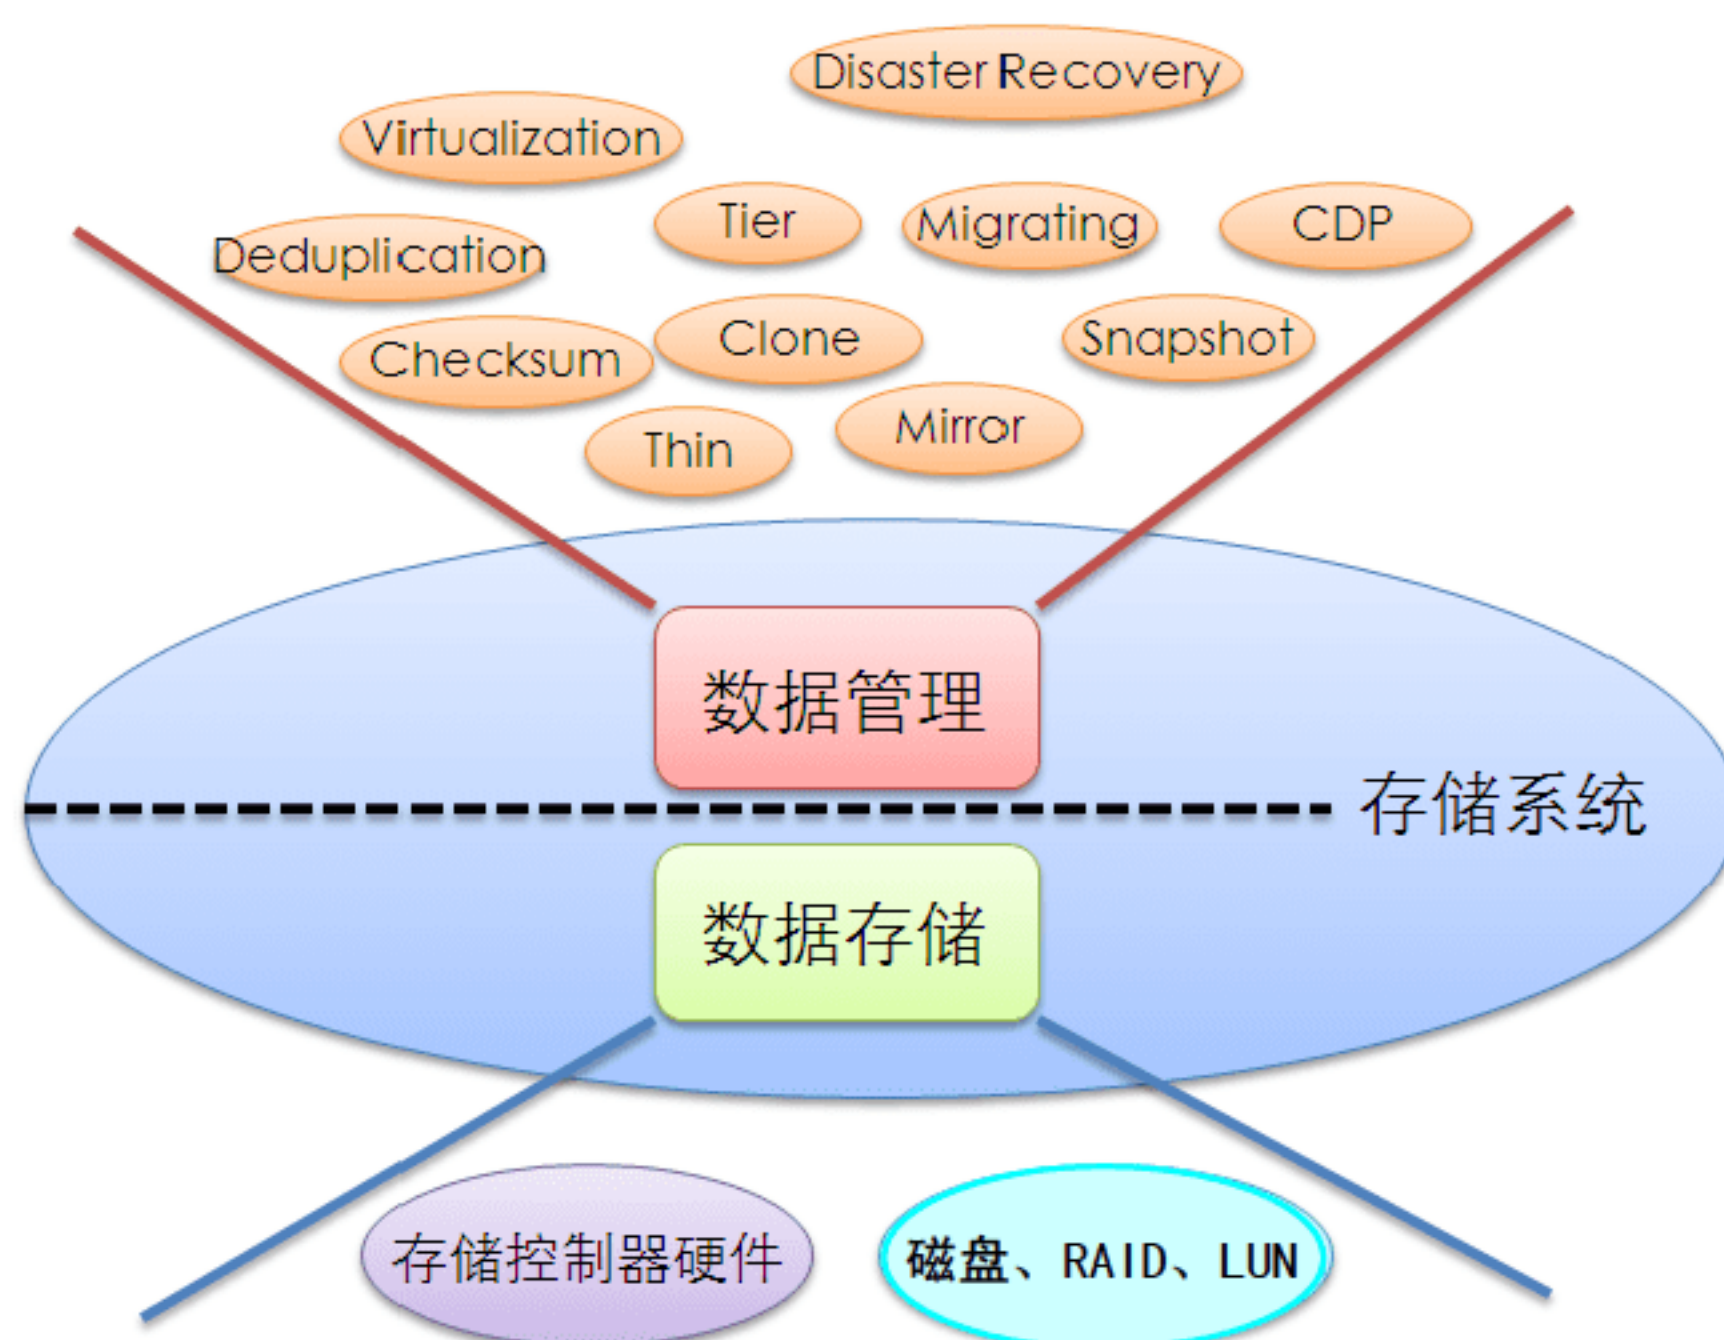 Disaster Recovery
Virtualization
Tier
Migrating
CDP
Deduplication
Clone
Snapshot
Checksum
Mirror
Thin
数据管理
存储系统
数据存储
存储控制器硬件
磁盘、RAID、LUN